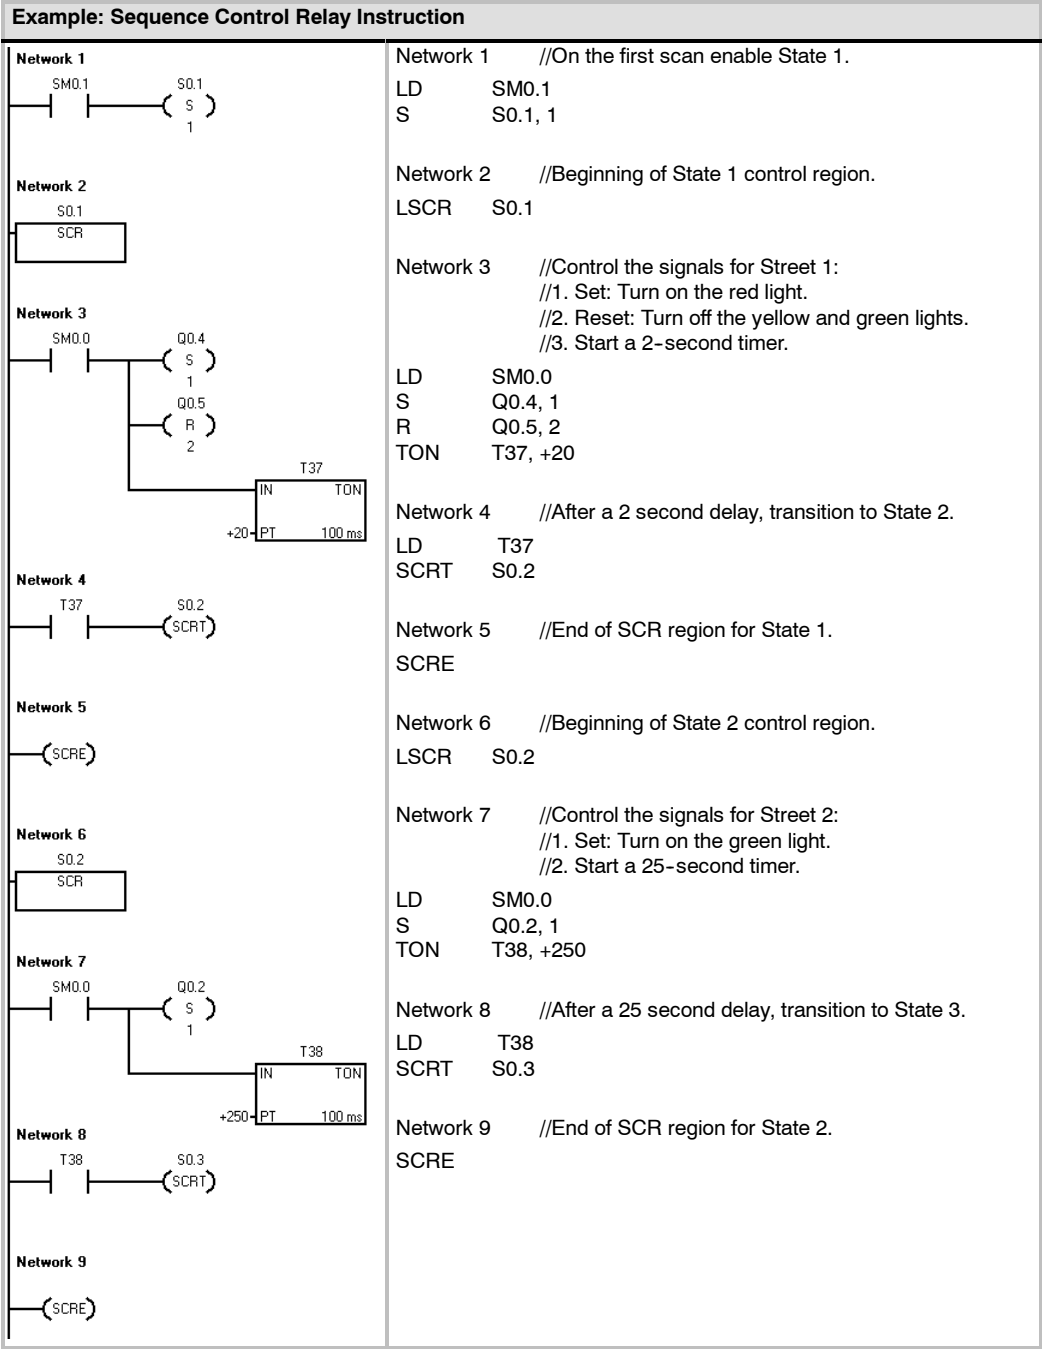 Example: Sequence Control Relay Instruction
Network 1
SM0.1 S0.1
S
1
Network 2
S0.1
SCR
Network 3
SM0.0 Q0.4
S
1
Q0.5
R
2
T37
IN TON
+20 PT 100 ms
Network 4
T37 S0.2
SCRT
Network 5
SCRE
Network 6
S0.2
SCR
Network 7
SM0.0 Q0.2
S
1
T38
IN TON
+250 PT 100 ms
Network 8
T38 S0.3
SCRT
Network 9
SCRE
Network 1 //On the first scan enable State 1.
LD SM0.1
S S0.1, 1
Network 2 //Beginning of State 1 control region.
LSCR S0.1
Network 3 //Control the signals for Street 1:
//1. Set: Turn on the red light.
//2. Reset: Turn off the yellow and green lights.
//3. Start a 2-second timer.
LD SM0.0
S Q0.4, 1
R Q0.5, 2
TON T37, +20
Network 4 //After a 2 second delay, transition to State 2.
LD T37
SCRT S0.2
Network 5 //End of SCR region for State 1.
SCRE
Network 6 //Beginning of State 2 control region.
LSCR S0.2
Network 7 //Control the signals for Street 2:
//1. Set: Turn on the green light.
//2. Start a 25-second timer.
LD SM0.0
S Q0.2, 1
TON T38, +250
Network 8 //After a 25 second delay, transition to State 3.
LD T38
SCRT S0.3
Network 9 //End of SCR region for State 2.
SCRE